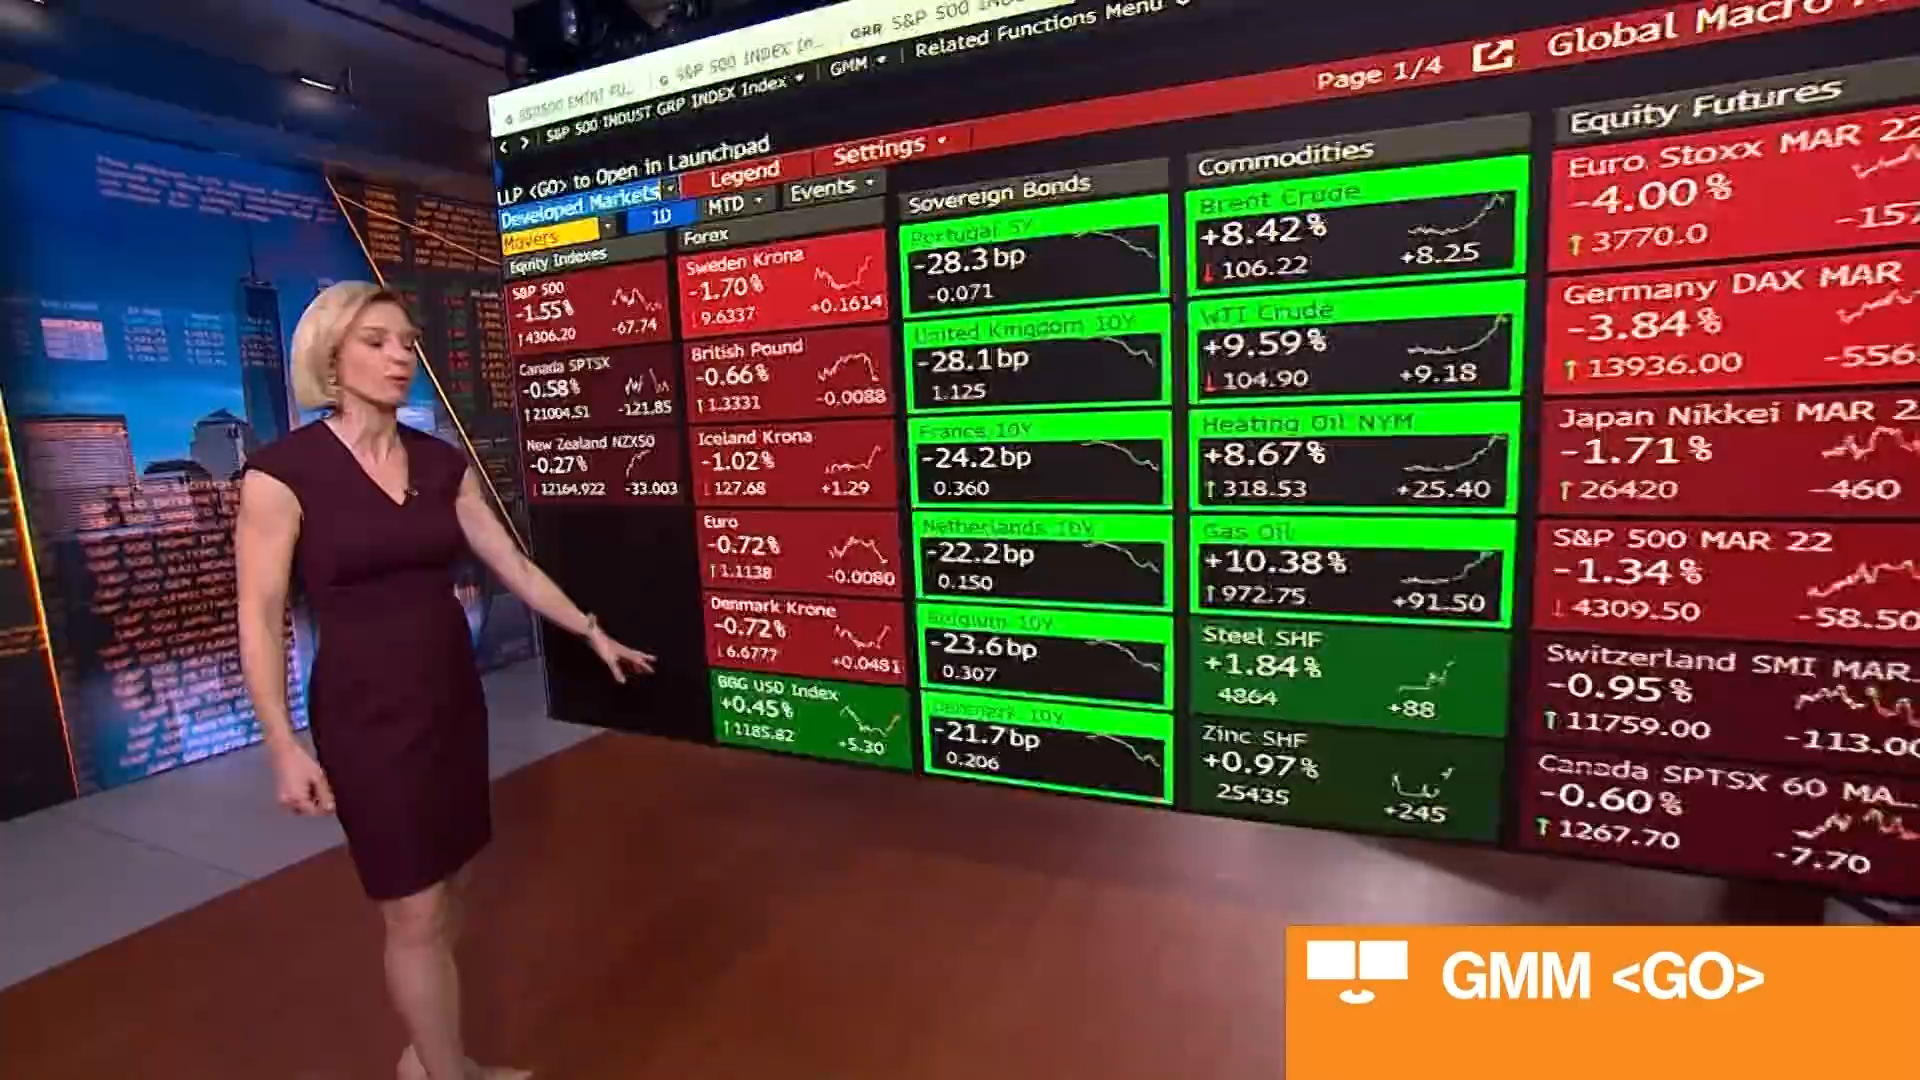 S&P 500 INDEX In...
GRR S&P 500
S&P 500 INDUST GRP INDEX Index
GMM
Related Functions Menu
Page 1/4
Global Macro
LLP <GO> to Open in Launchpad
Legend
Settings
Developed Markets
1D
MTD
Events
Movers
Equity Indexes
S&P 500
-1.55%
4306.20 -67.74
Canada SPTSX
-0.58%
21004.51 -121.85
New Zealand NZX50
-0.27%
12164.922 -33.003
Forex
Sweden Krona
-1.70%
9.6337 +0.1614
British Pound
-0.66%
1.3331 -0.0088
Iceland Krona
-1.02%
127.68 +1.29
Euro
-0.72%
1.1138 -0.0080
Denmark Krone
-0.72%
6.6777 +0.0481
BBG USD Index
+0.45%
1185.82 +5.30
Sovereign Bonds
Portugal 5Y
-28.3bp
-0.071
United Kingdom 10Y
-28.1bp
1.125
France 10Y
-24.2bp
0.360
Netherlands 10Y
-22.2bp
0.150
Belgium 10Y
-23.6bp
0.307
Denmark 10Y
-21.7bp
0.206
Commodities
Brent Crude
+8.42%
106.22 +8.25
WTI Crude
+9.59%
104.90 +9.18
Heating Oil NYM
+8.67%
318.53 +25.40
Gas Oil
+10.38%
972.75 +91.50
Steel SHF
+1.84%
4864 +88
Zinc SHF
+0.97%
25435 +245
Equity Futures
Euro Stoxx MAR 22
-4.00%
3770.0 -157
Germany DAX MAR
-3.84%
13936.00 -556.
Japan Nikkei MAR 2
-1.71%
26420 -460
S&P 500 MAR 22
-1.34%
4309.50 -58.50
Switzerland SMI MAR
-0.95%
11759.00 -113.00
Canada SPTSX 60 MA...
-0.60%
1267.70 -7.70
GMM <GO>